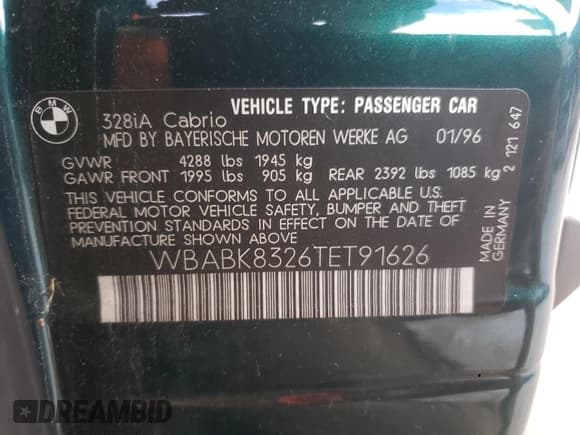 BMW
328iA Cabrio VEHICLE TYPE: PASSENGER CAR
MFD BY BAYERISCHE MOTOREN WERKE AG 01/96
GVWR 4288 lbs 1945 kg
GAWR FRONT 1995 lbs 905 kg REAR 2392 lbs 1085 kg
THIS VEHICLE CONFORMS TO ALL APPLICABLE U.S.
FEDERAL MOTOR VEHICLE SAFETY, BUMPER AND THEFT
PREVENTION STANDARDS IN EFFECT ON THE DATE OF
MANUFACTURE SHOWN ABOVE.
WBABK8326TET91626
MADE IN
GERMANY
2 121 647
DREAMBID